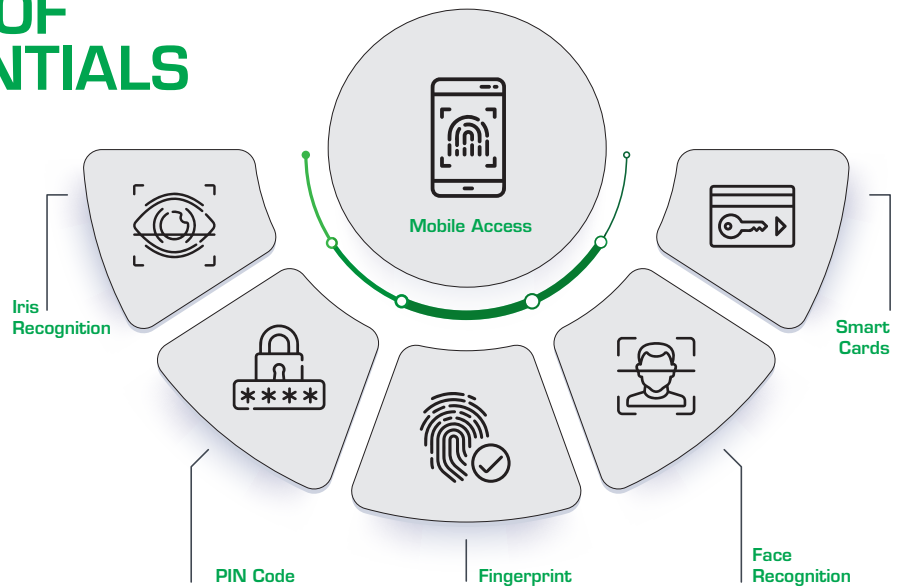 OF
NTIALS
Mobile Access
Iris
Recognition
Smart
Cards
****
PIN Code
Fingerprint
Face
Recognition